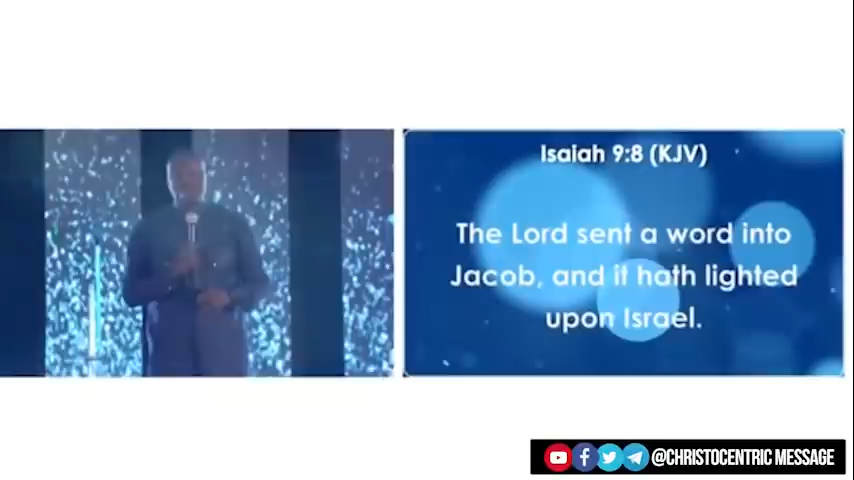 Isaiah 9:8 (KJV)
The Lord sent a word into
Jacob, and it hath lighted
upon Israel.
@CHRISTOCENTRIC MESSAGE